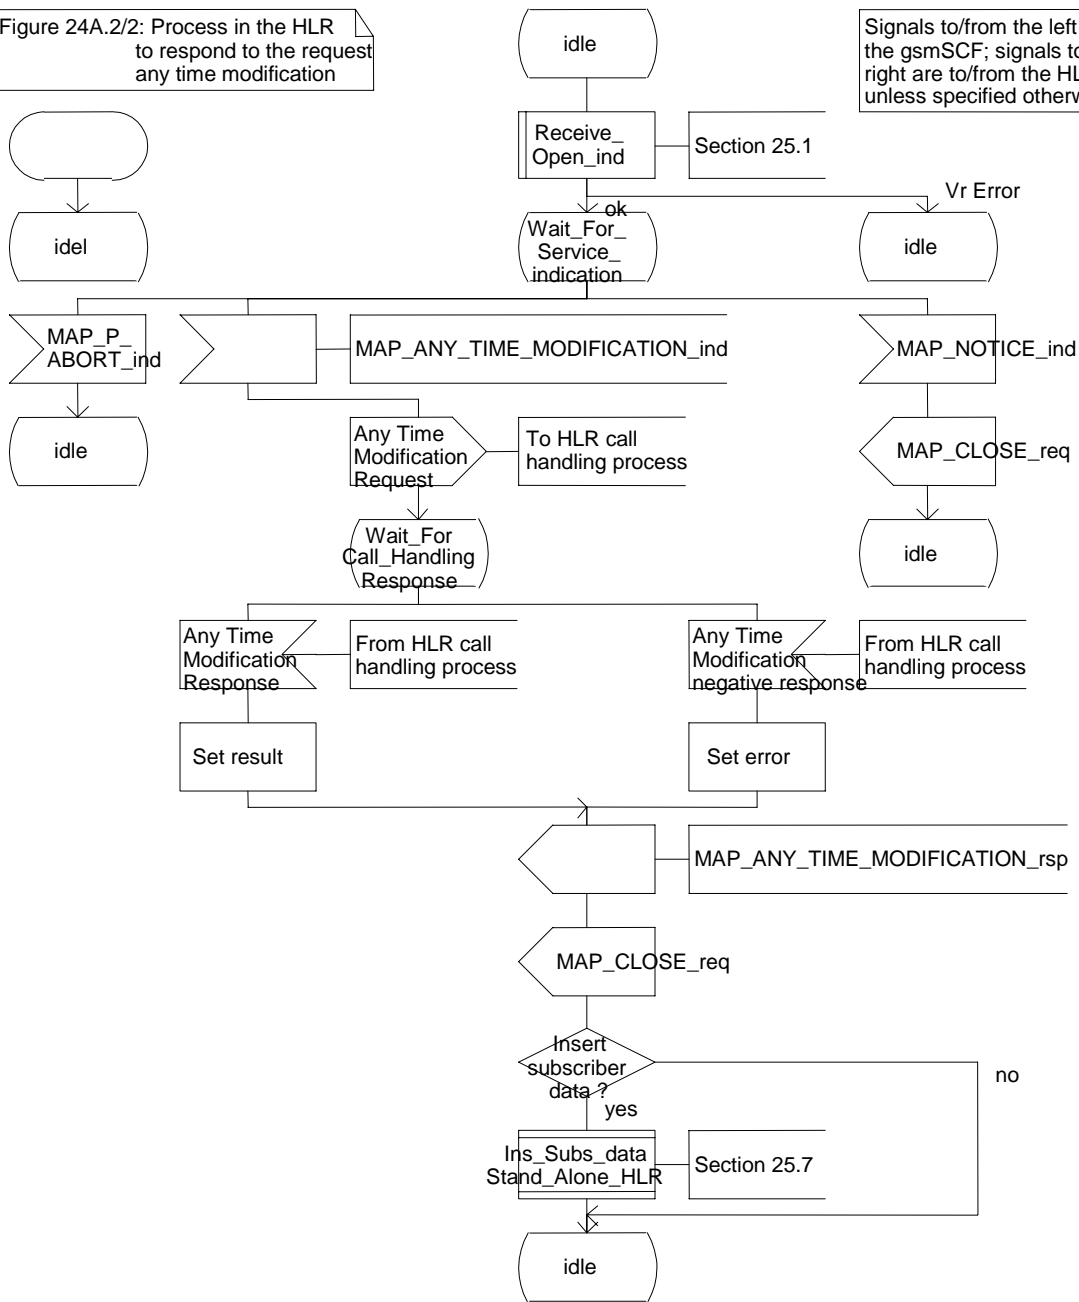 Figure 24A.2/2: Process in the HLR
to respond to the request
any time modification
idle
Signals to/from the left
the gsmSCF; signals to
right are to/from the HL
unless specified otherw
Receive_
Open_ind
Section 25.1
ok
Vr Error
idel
Wait_For_
Service_
indication
idle
MAP_P_
ABORT_ind
MAP_ANY_TIME_MODIFICATION_ind
MAP_NOTICE_ind
idle
Any Time
Modification
Request
To HLR call
handling process
MAP_CLOSE_req
Wait_For
Call_Handling
Response
idle
Any Time
Modification
Response
From HLR call
handling process
Any Time
Modification
negative response
From HLR call
handling process
Set result
Set error
MAP_ANY_TIME_MODIFICATION_rsp
MAP_CLOSE_req
Insert
subscriber
data ?
no
yes
Ins_Subs_data
Stand_Alone_HLR
Section 25.7
idle